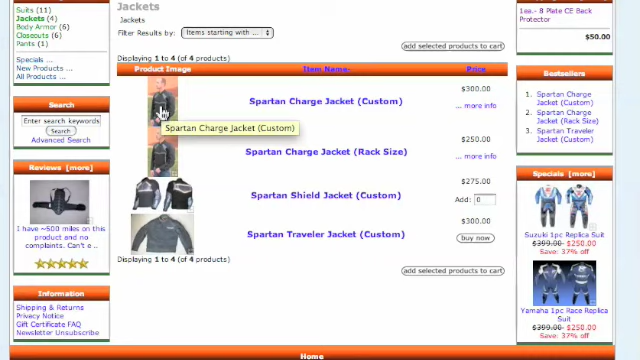 Suits (11)
Jackets (4)
Body Armor (6)
Closeouts (6)
Pants (1)
Specials ...
New Products ...
All Products ...
Search
Enter search keywords
Search
Advanced Search
Reviews [more]
I have ~500 miles on this
product and no
complaints. Can't e ..
Information
Shipping & Returns
Privacy Notice
Gift Certificate FAQ
Newsletter Unsubscribe
Jackets
Jackets
Filter Results by: Items starting with ...
add selected products to cart
Displaying 1 to 4 (of 4 products)
Product Image Item Name- Price
Spartan Charge Jacket (Custom) $300.00
... more info
Spartan Charge Jacket (Custom)
Spartan Charge Jacket (Rack Size) $250.00
... more info
Spartan Shield Jacket (Custom) $275.00
Add: 0
Spartan Traveler Jacket (Custom) $300.00
buy now
Displaying 1 to 4 (of 4 products)
add selected products to cart
1ea.- 8 Plate CE Back
Protector
$50.00
Bestsellers
1. Spartan Charge
Jacket (Custom)
2. Spartan Charge
Jacket (Rack Size)
3. Spartan Traveler
Jacket (Custom)
Specials [more]
Suzuki 1pc Replica Suit
$399.00 $250.00
Save: 37% off
Yamaha 1pc Race Replica
Suit
$399.00 $250.00
Save: 37% off
Home